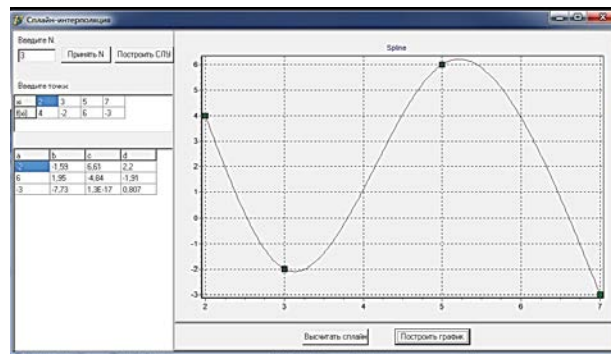 Сплайн-интерполяция
Введите N
3
Принять N
Построить СЛУ
Введите точки
xi 2 3 5 7
f(xi) 4 -2 6 -3
a b c d
-2 -1,59 6,61 2,2
6 1,95 -4,84 -1,91
-3 -7,73 1,3E-17 0,807
Spline
6
5
4
3
2
1
0
-1
-2
-3
2 3 4 5 6 7
Высчитать сплайн
Построить график